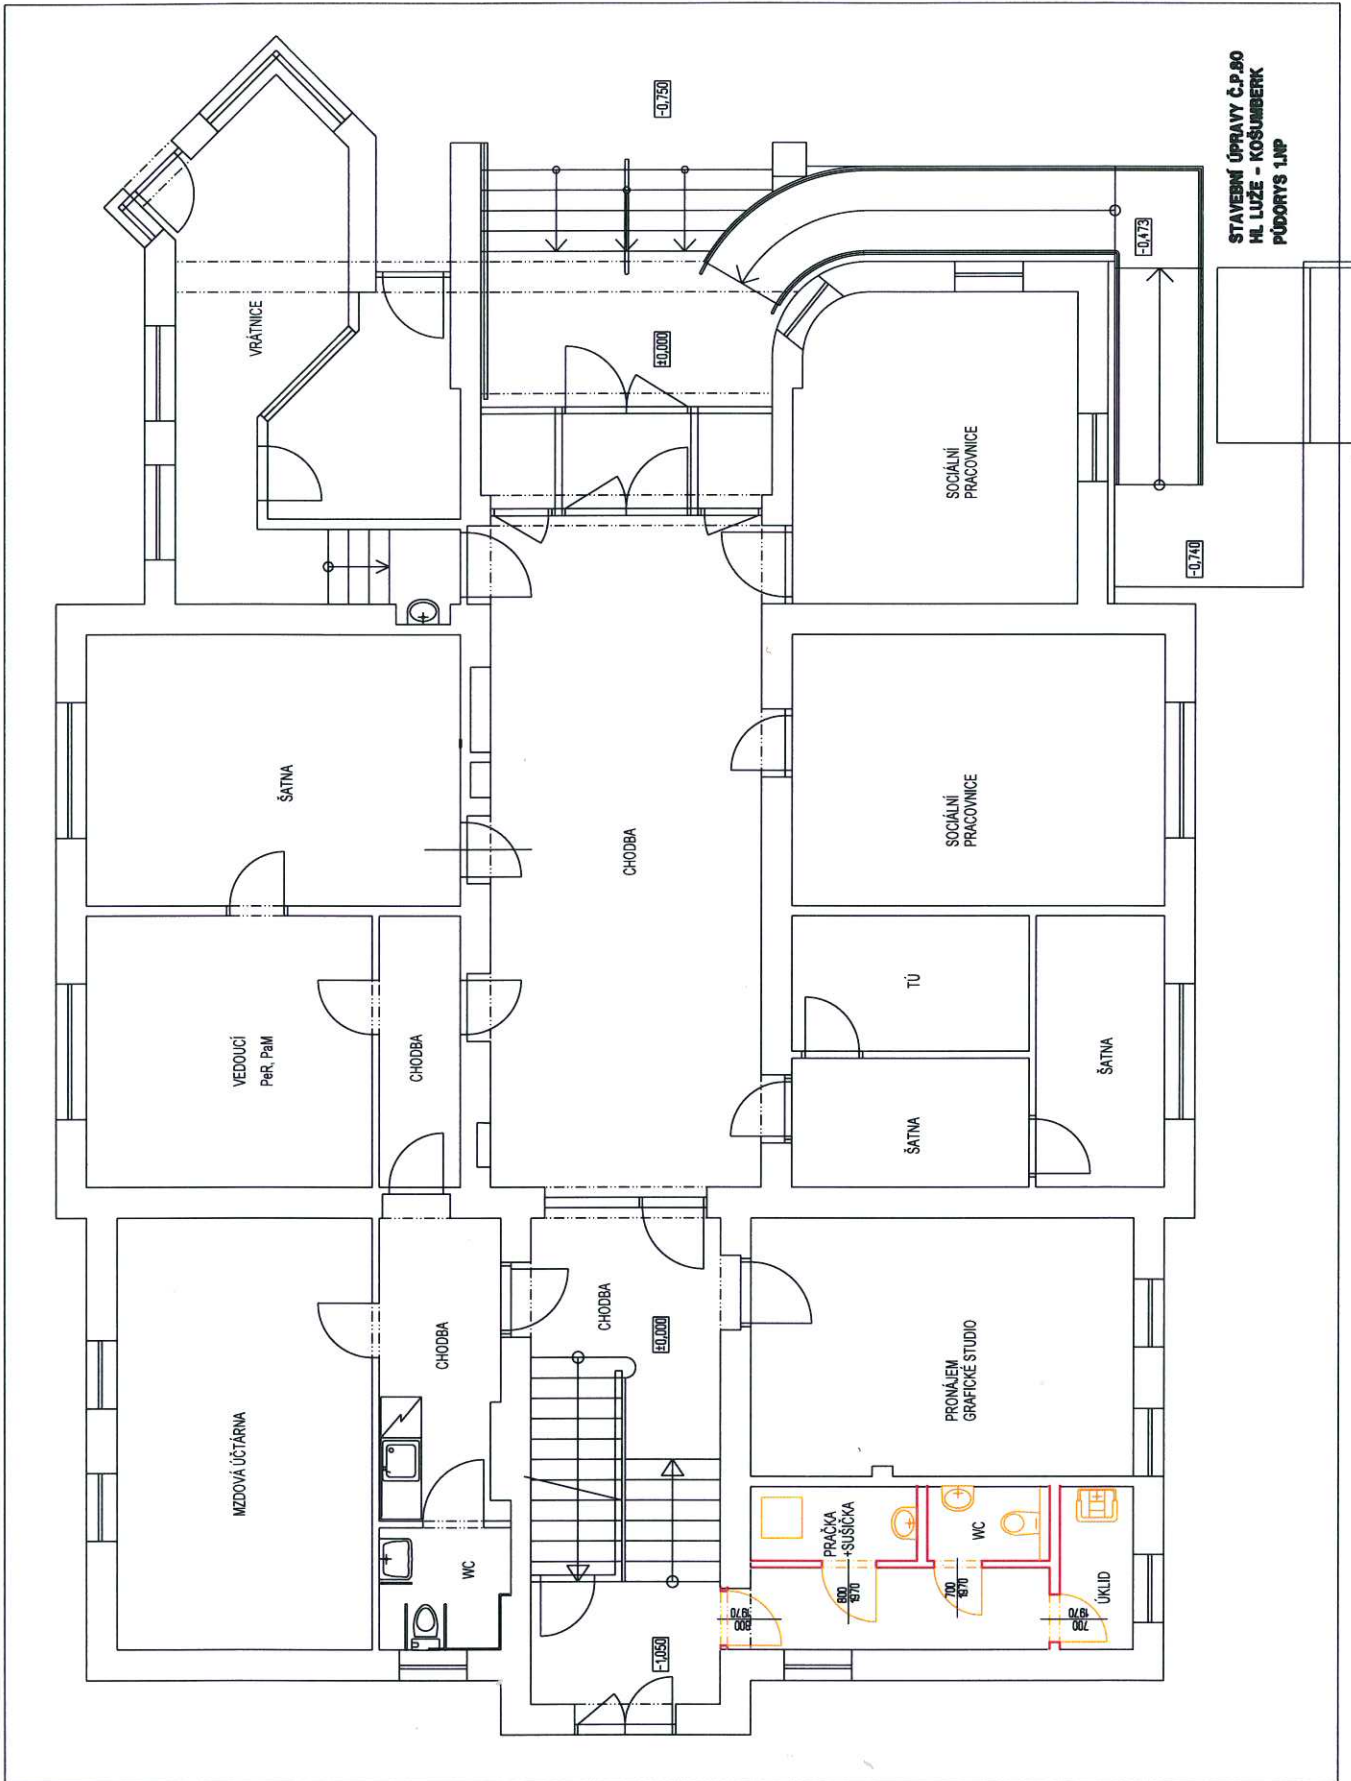 STAVEBNÍ ÚPRAVY Č.P.80
HL LUŽE - KOŠUMBERK
PŮDORYS 1.NP
MZDOVÁ ÚČTÁRNA
VEDOUCÍ
PeR, PaM
ŠATNA
VRÁTNICE
WC
CHODBA
CHODBA
CHODBA
CHODBA
-1,050
±0,000
±0,000
-0,750
PRAČKA
+SUŠIČKA
WC
ÚKLID
800
1970
800
1970
700
1970
700
1970
PRONÁJEM
GRAFICKÉ STUDIO
ŠATNA
TÚ
ŠATNA
SOCIÁLNÍ
PRACOVNICE
SOCIÁLNÍ
PRACOVNICE
-0,473
-0,740